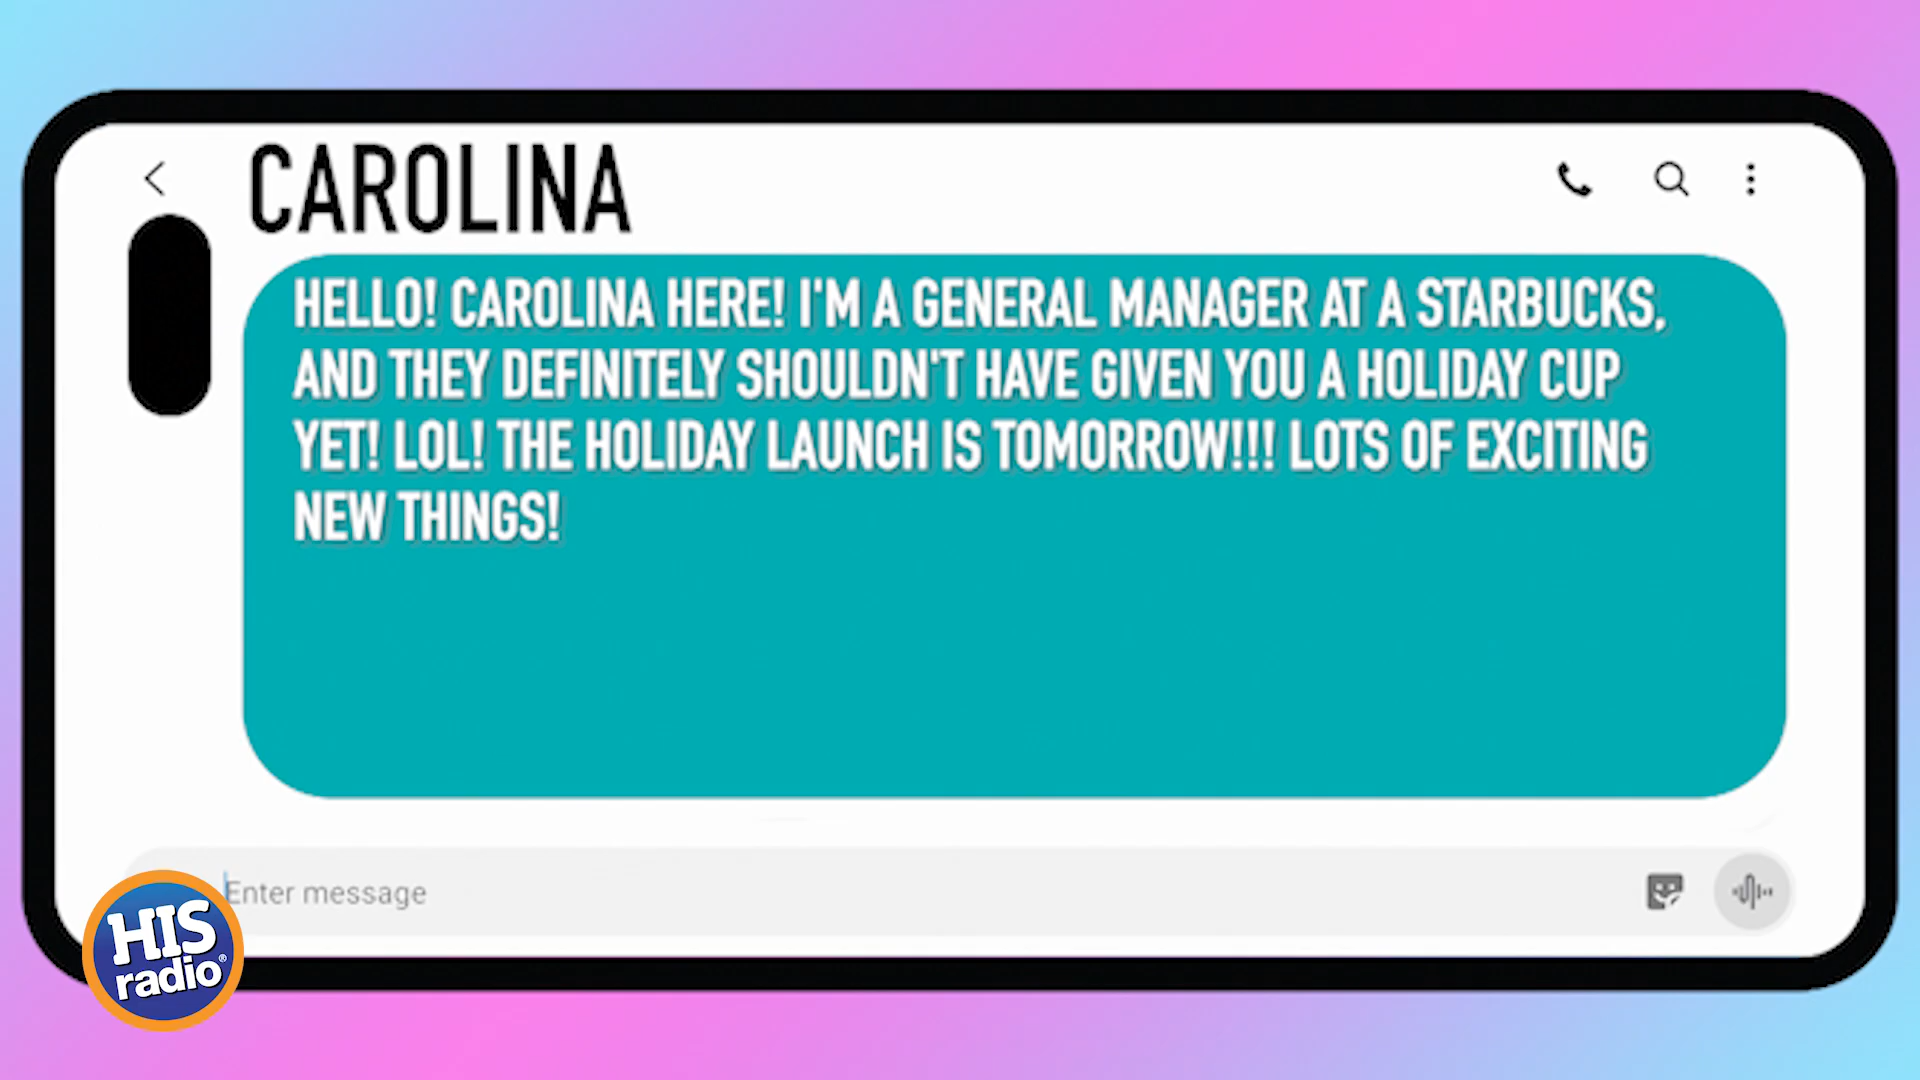 CAROLINA
HELLO! CAROLINA HERE! I'M A GENERAL MANAGER AT A STARBUCKS,
AND THEY DEFINITELY SHOULDN'T HAVE GIVEN YOU A HOLIDAY CUP
YET! LOL! THE HOLIDAY LAUNCH IS TOMORROW!!! LOTS OF EXCITING
NEW THINGS!
Enter message
HIS
radio®